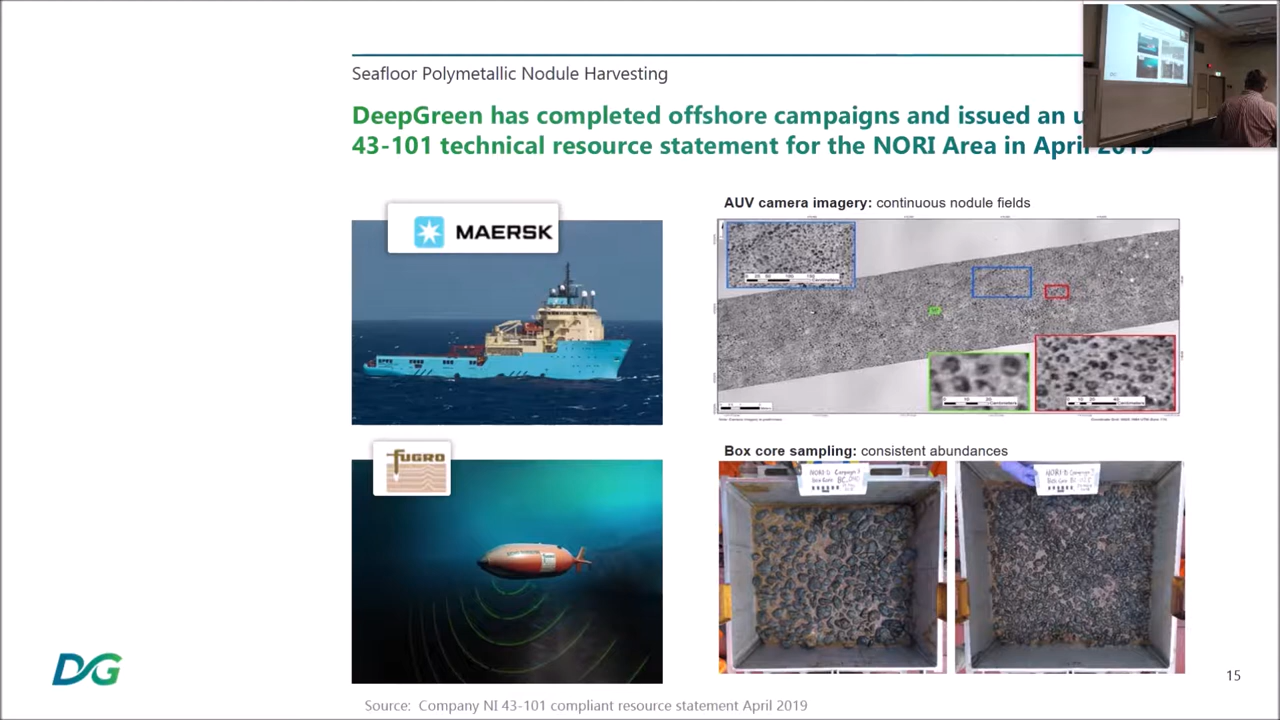 Seafloor Polymetallic Nodule Harvesting
DeepGreen has completed offshore campaigns and issued an
43-101 technical resource statement for the NORI Area in April 2019
MAERSK
AUV camera imagery: continuous nodule fields
FUGRO
Box core sampling: consistent abundances
DG
15
Source: Company NI 43-101 compliant resource statement April 2019